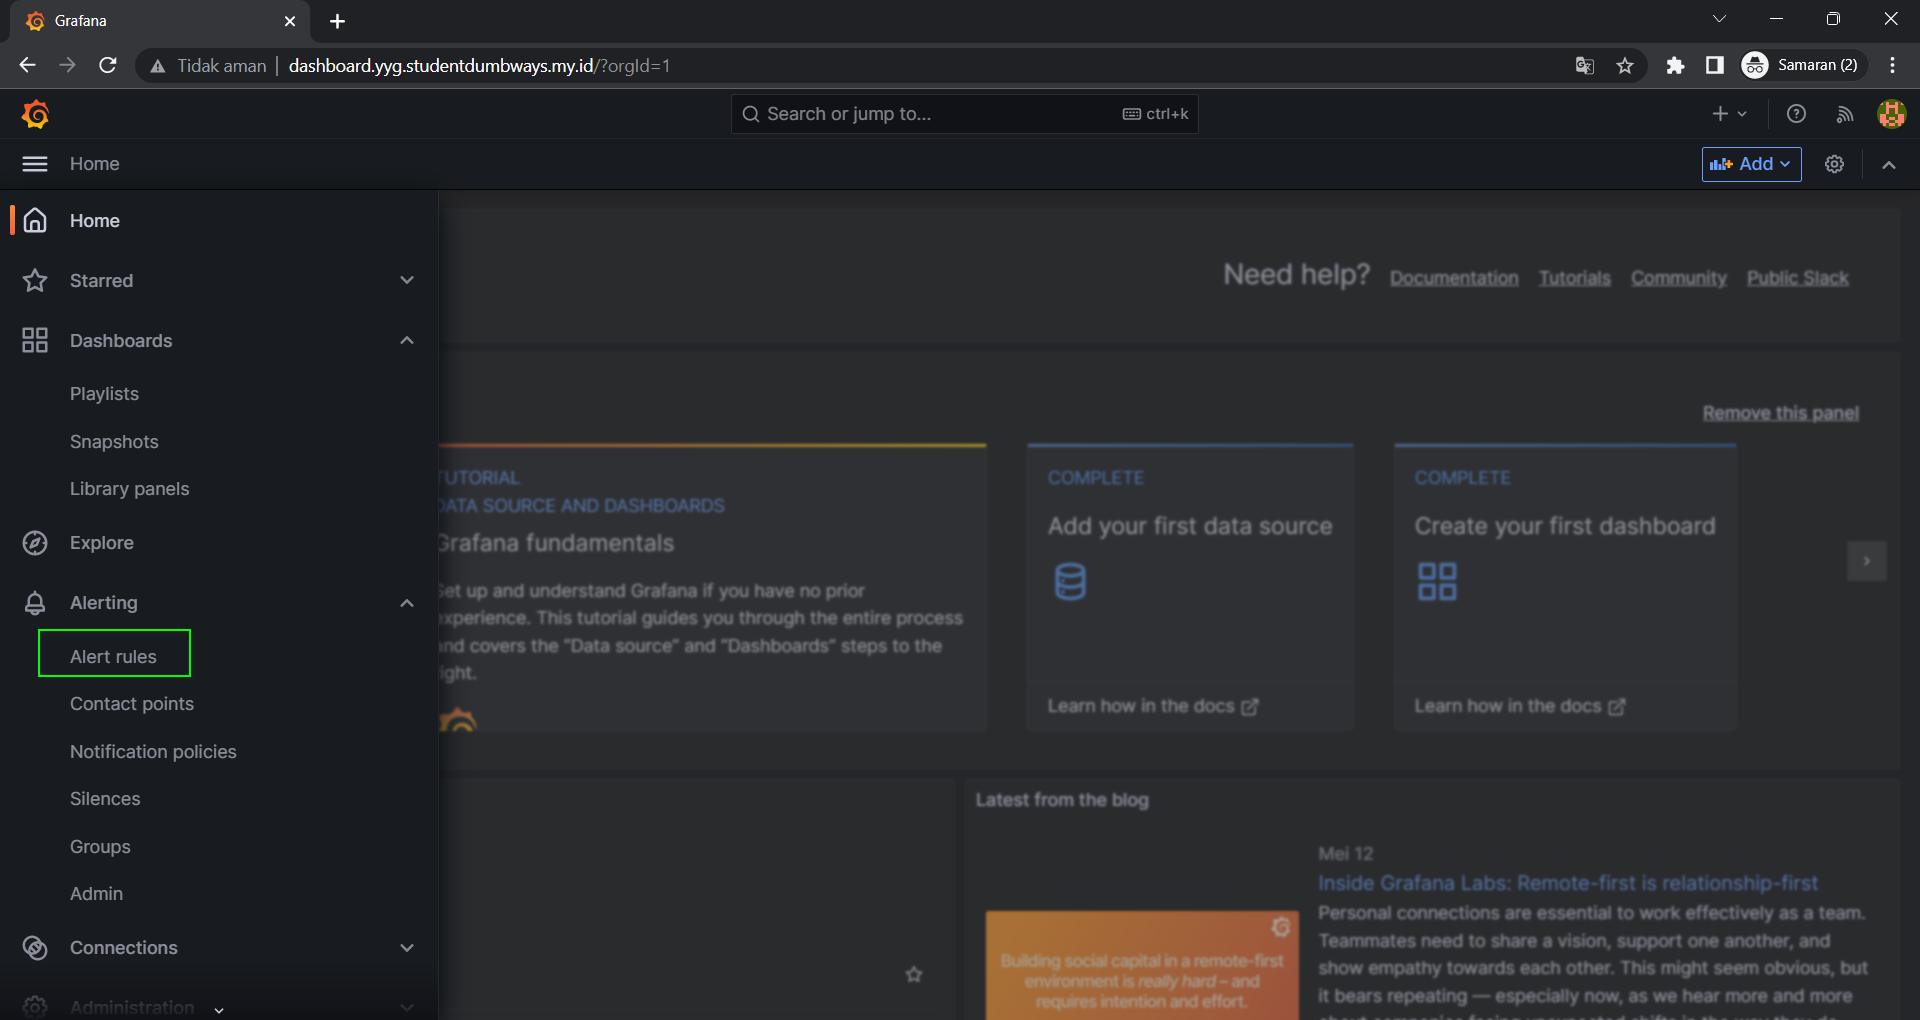 Grafana
Tidak aman
dashboard.yyg.studentdumbways.my.id/?orgId=1
Samaran (2)
Search or jump to...
ctrl+k
Home
Add
Home
Starred
Dashboards
Playlists
Snapshots
Library panels
Explore
Alerting
Alert rules
Contact points
Notification policies
Silences
Groups
Admin
Connections
Administration
Need help?
Documentation
Tutorials
Community
Public Slack
Remove this panel
DATA SOURCE AND DASHBOARDS
Grafana fundamentals
Set up and understand Grafana if you have no prior
experience. This tutorial guides you through the entire process
and covers the "Data source" and "Dashboards" steps to the
right.
COMPLETE
Add your first data source
Learn how in the docs
COMPLETE
Create your first dashboard
Learn how in the docs
Latest from the blog
Mei 12
Inside Grafana Labs: Remote-first is relationship-first
Building social capital in a remote-first
environment is really hard – and
requires intention and effort.
Personal connections are essential to work effectively as a team.
Teammates need to share a vision, support one another, and
show empathy towards each other. This might seem obvious, but
it bears repeating — especially now, as we hear more and more